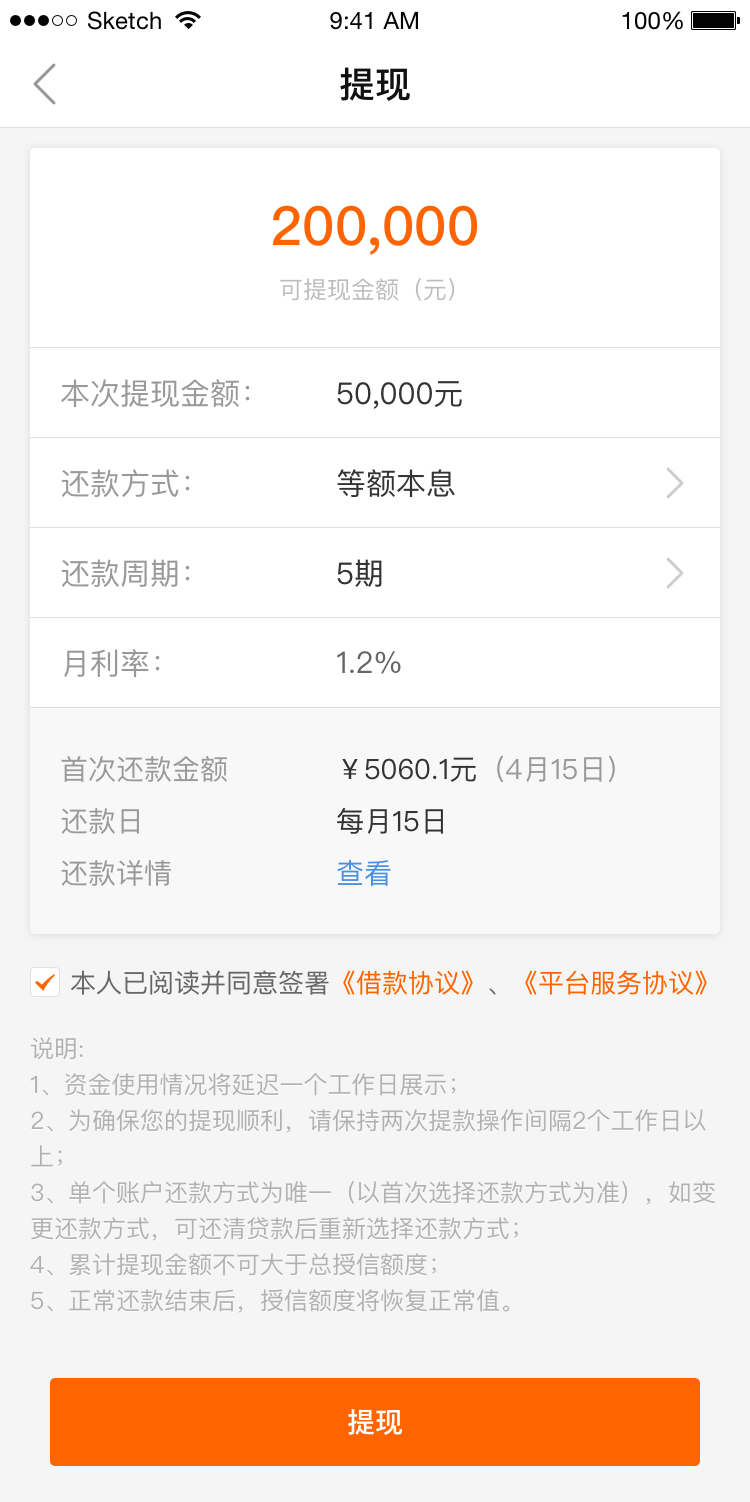 Sketch 9:41 AM 100%
提现
200,000
可提现金额（元）
本次提现金额： 50,000元
还款方式： 等额本息
还款周期： 5期
月利率： 1.2%
首次还款金额 ￥5060.1元（4月15日）
还款日 每月15日
还款详情 查看
本人已阅读并同意签署《借款协议》、《平台服务协议》
说明:
1、资金使用情况将延迟一个工作日展示；
2、为确保您的提现顺利，请保持两次提款操作间隔2个工作日以
上；
3、单个账户还款方式为唯一（以首次选择还款方式为准），如变
更还款方式，可还清贷款后重新选择还款方式；
4、累计提现金额不可大于总授信额度；
5、正常还款结束后，授信额度将恢复正常值。
提现